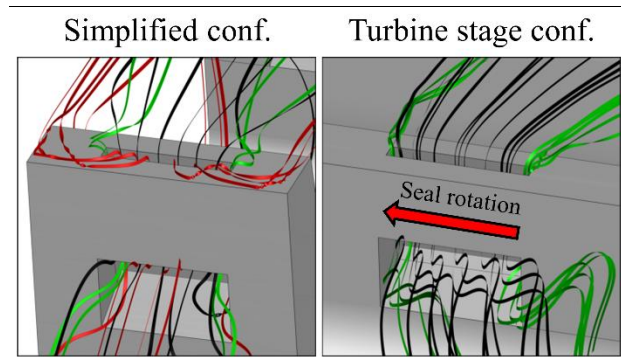 Simplified conf.
Turbine stage conf.
Seal rotation